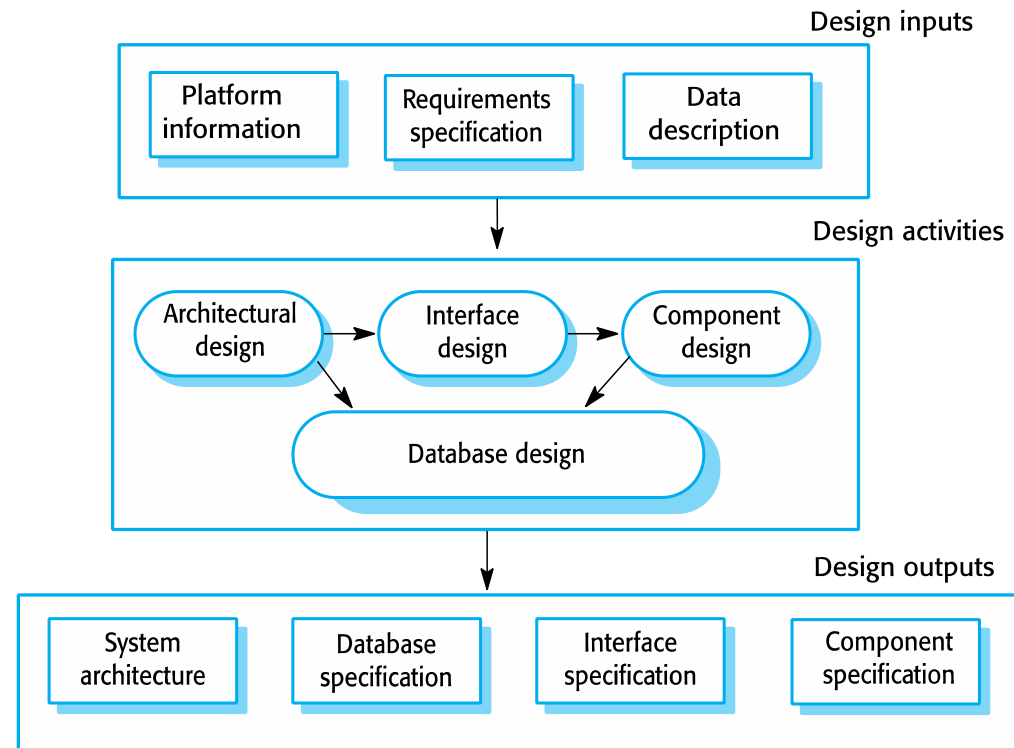 Design inputs
Platform
information
Requirements
specification
Data
description
Design activities
Architectural
design
Interface
design
Component
design
Database design
Design outputs
System
architecture
Database
specification
Interface
specification
Component
specification